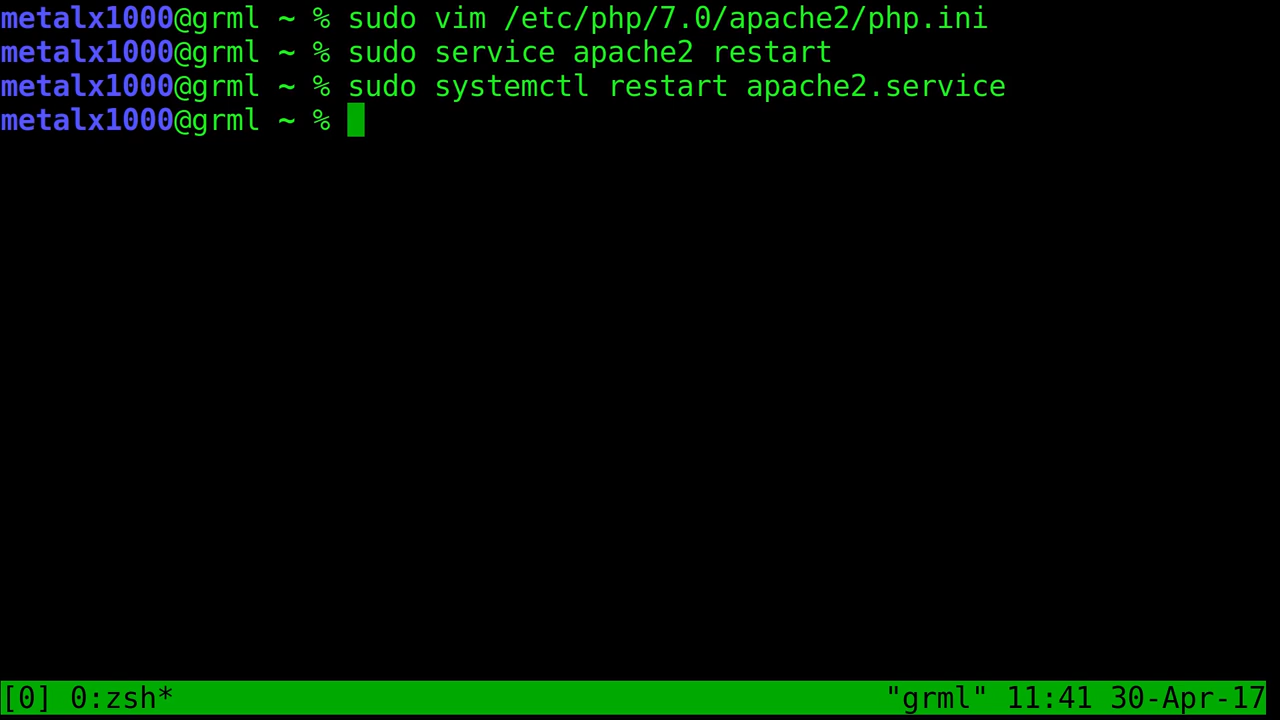 metalx1000@grml ~ % sudo vim /etc/php/7.0/apache2/php.ini
metalx1000@grml ~ % sudo service apache2 restart
metalx1000@grml ~ % sudo systemctl restart apache2.service
metalx1000@grml ~ %
[0] 0:zsh* "grml" 11:41 30-Apr-17